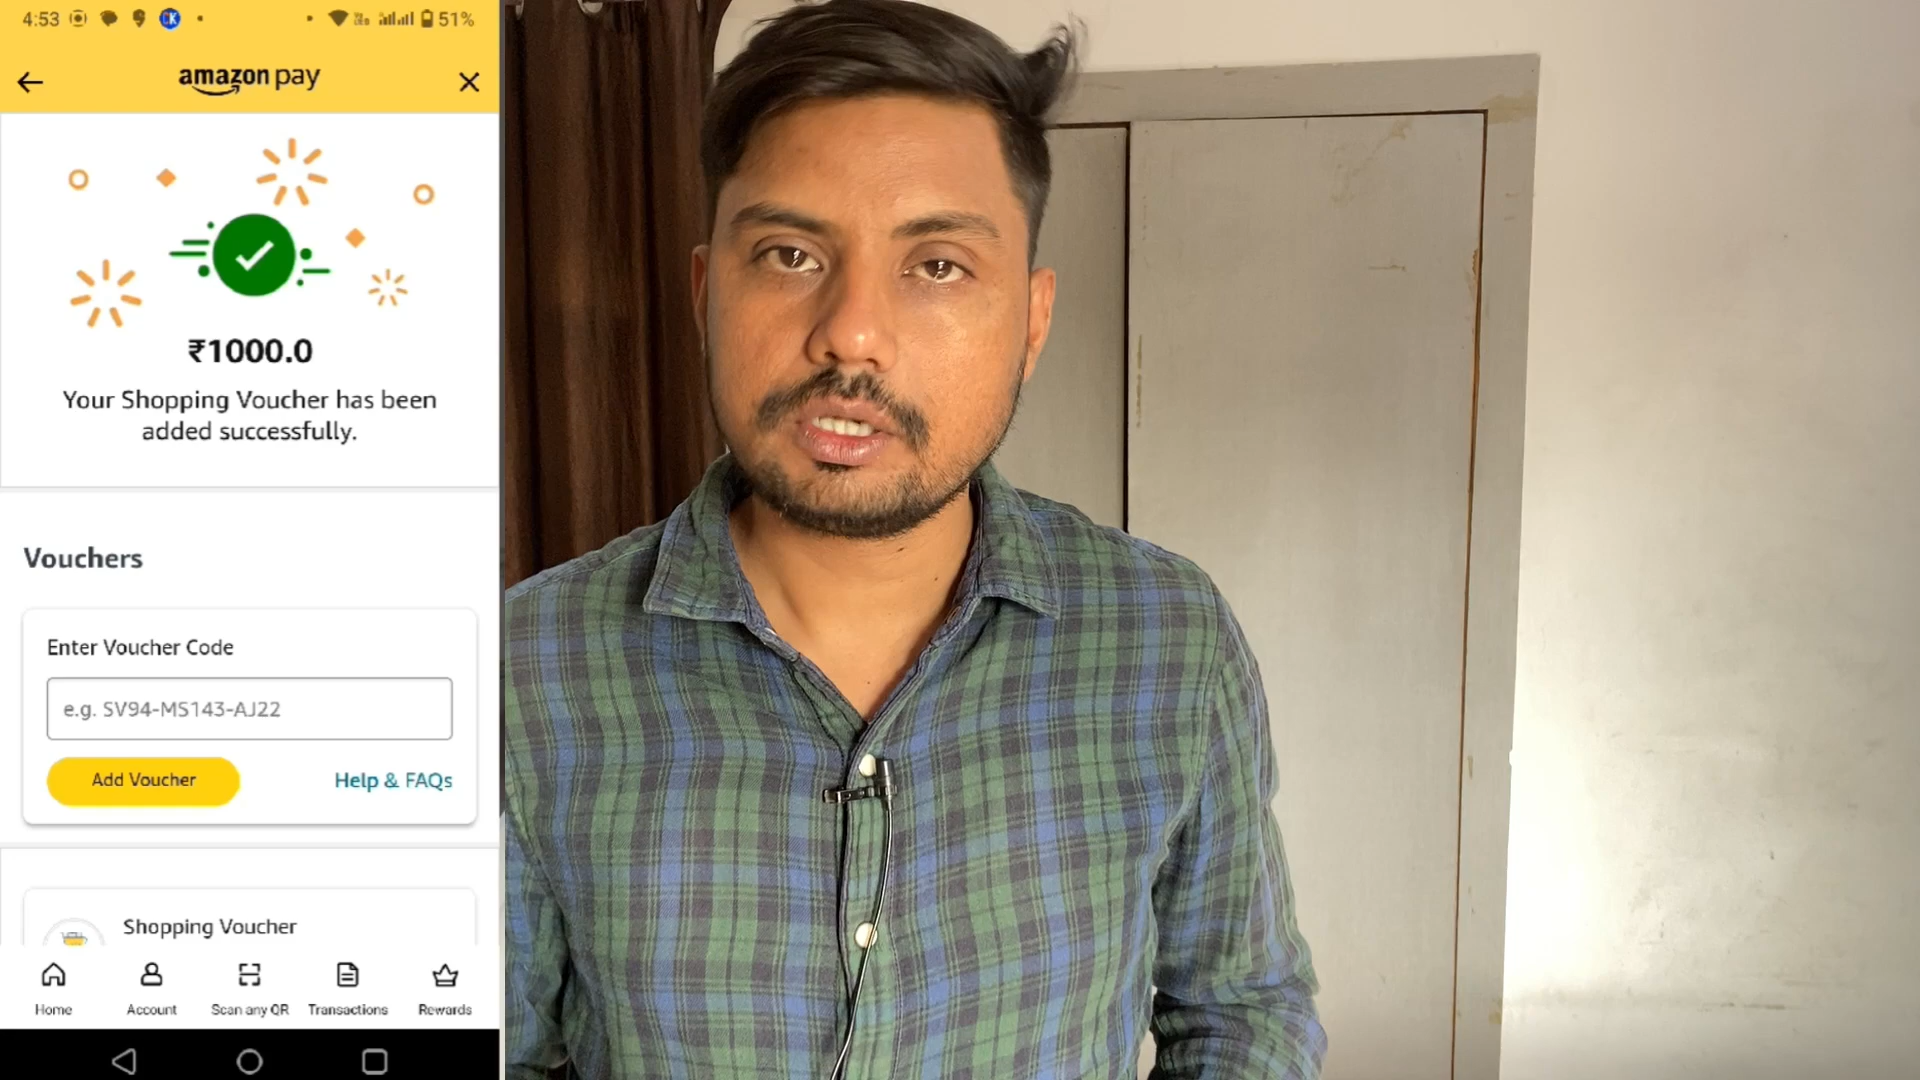 4:53 CK 51%
amazon pay
₹1000.0
Your Shopping Voucher has been
added successfully.
Vouchers
Enter Voucher Code
e.g. SV94-MS143-AJ22
Add Voucher Help & FAQs
Shopping Voucher
Home Account Scan any QR Transactions Rewards